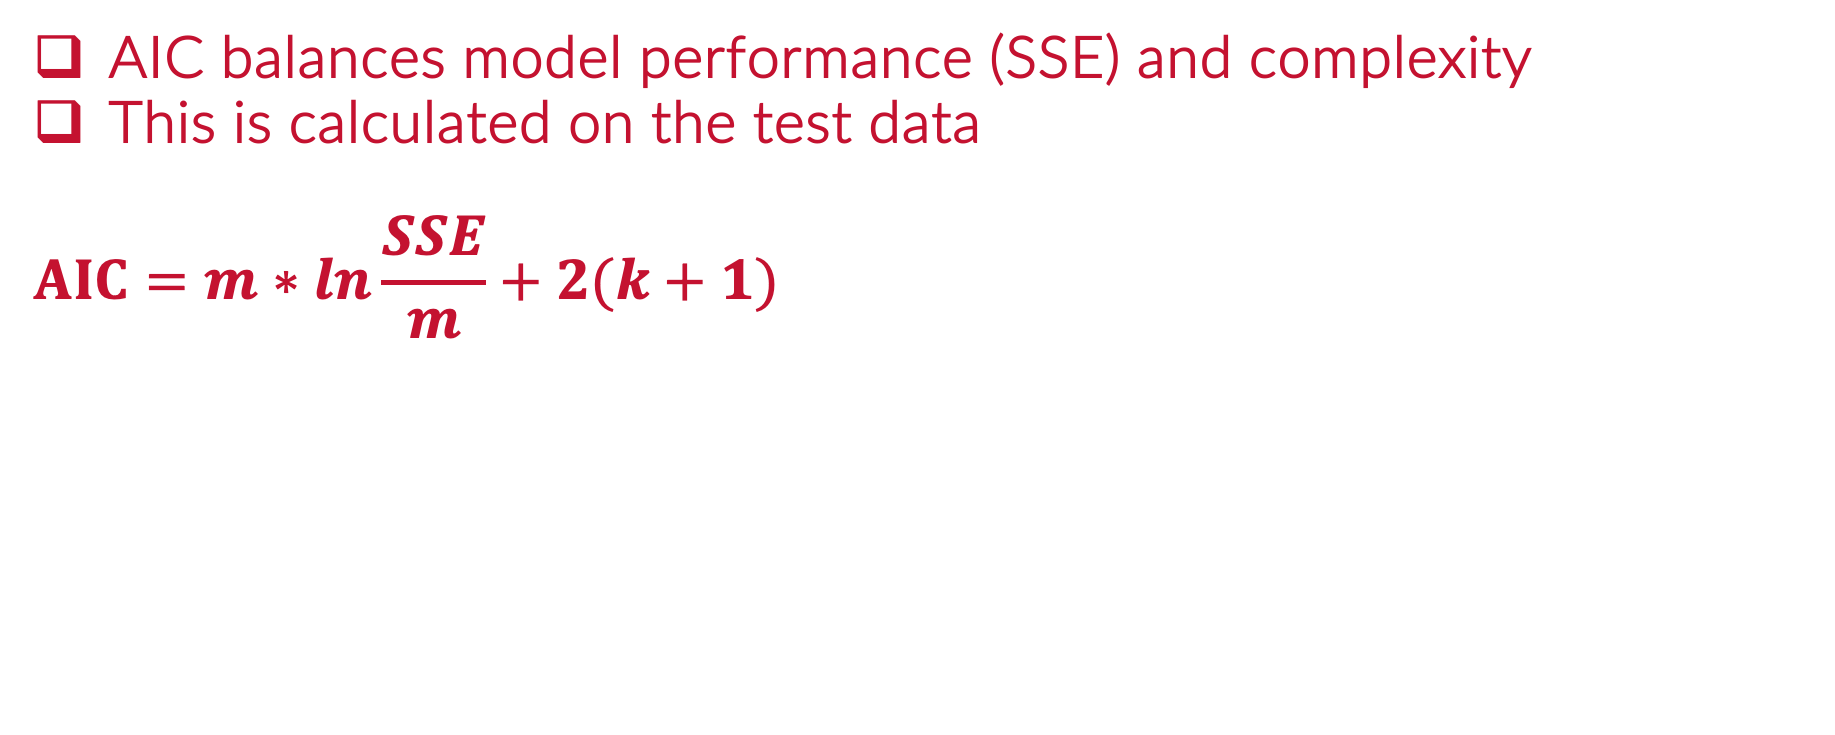 ❑ AIC balances model performance (SSE) and complexity
❑ This is calculated on the test data
AIC = m * ln SSE/m + 2(k + 1)